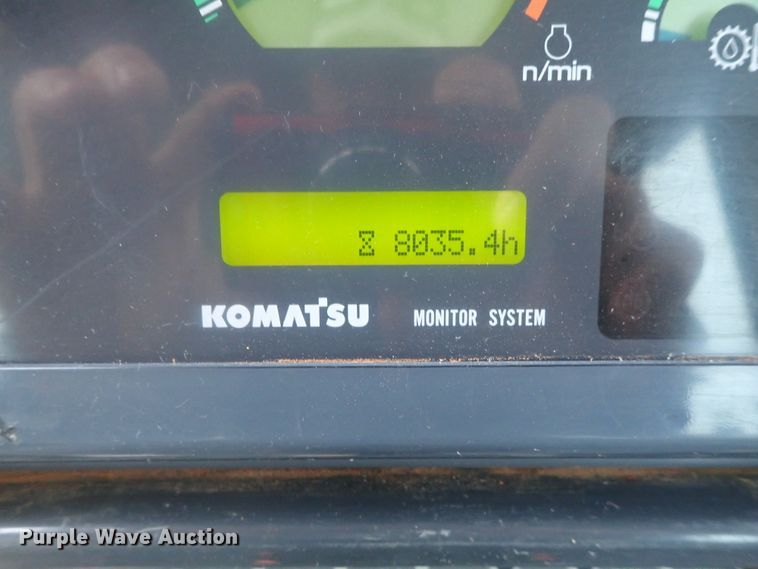 n/min
8035.4h
KOMATSU MONITOR SYSTEM
Purple Wave Auction